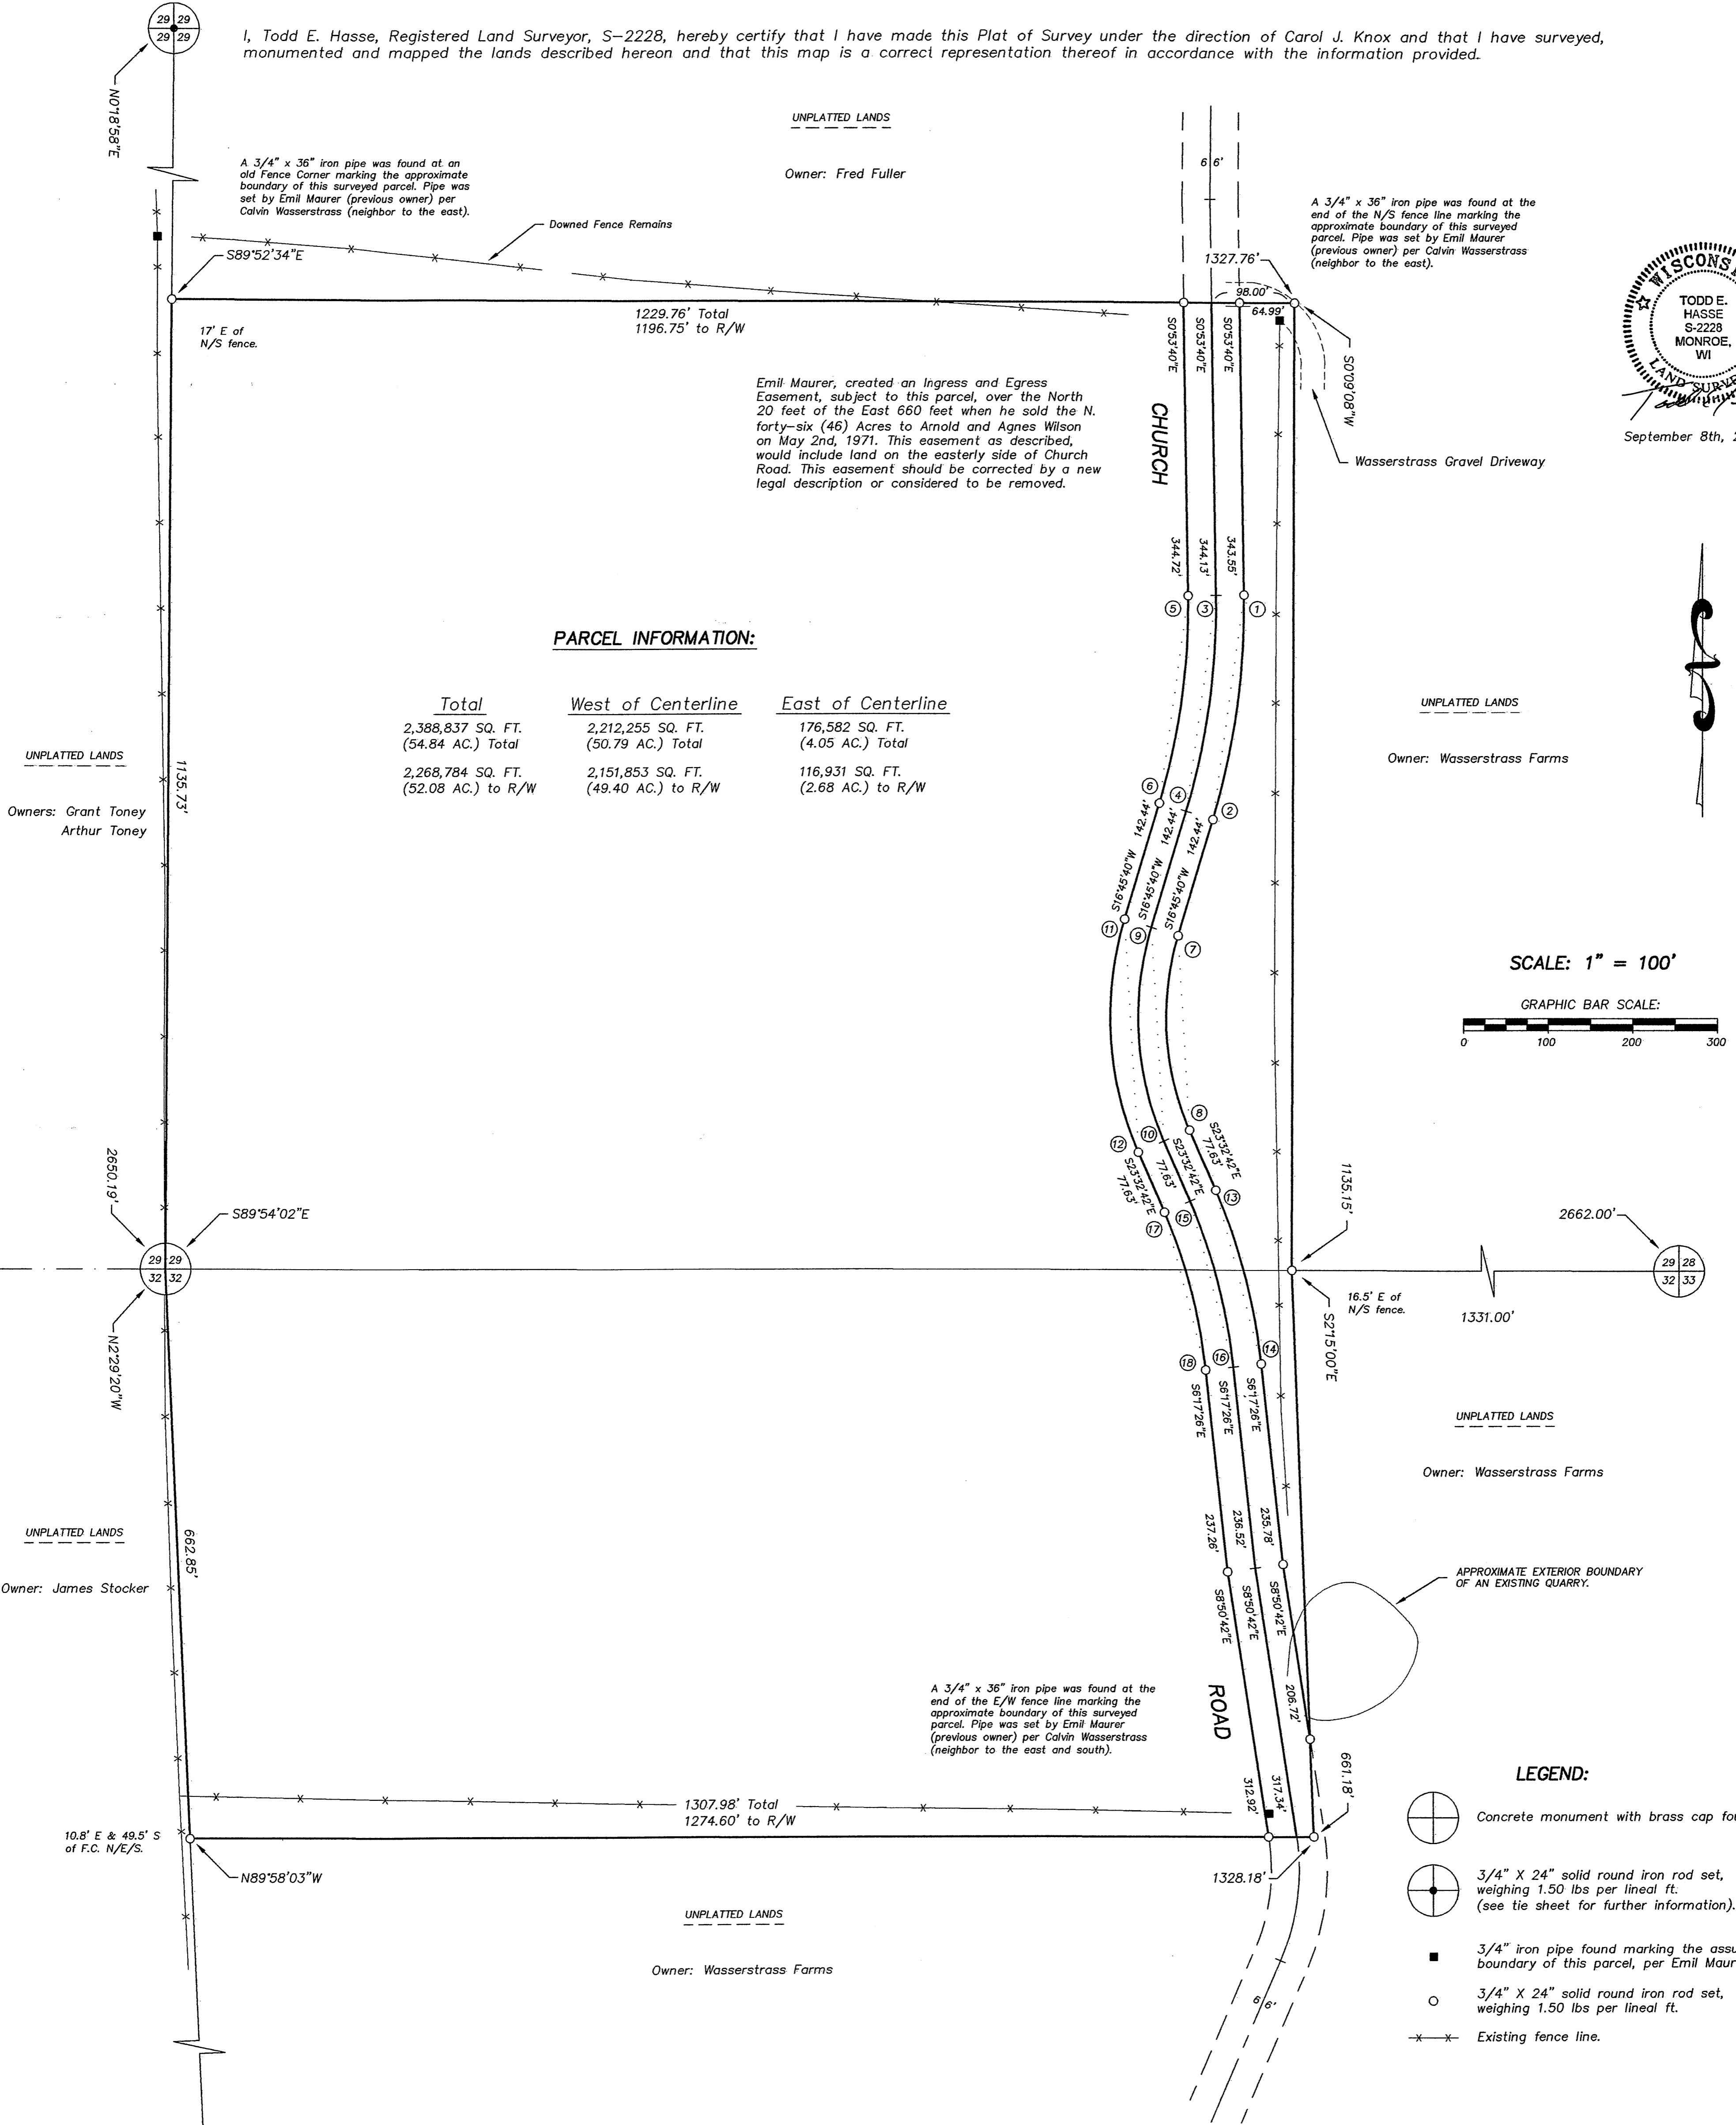 29 29
29 29
I, Todd E. Hasse, Registered Land Surveyor, S-2228, hereby certify that I have made this Plat of Survey under the direction of Carol J. Knox and that I have surveyed,
monumented and mapped the lands described hereon and that this map is a correct representation thereof in accordance with the information provided.
N0°18'58"E
UNPLATTED LANDS
Owner: Fred Fuller
66'
A 3/4" x 36" iron pipe was found at an
old Fence Corner marking the approximate
boundary of this surveyed parcel. Pipe was
set by Emil Maurer (previous owner) per
Calvin Wasserstrass (neighbor to the east).
Downed Fence Remains
A 3/4" x 36" iron pipe was found at the
end of the N/S fence line marking the
approximate boundary of this surveyed
parcel. Pipe was set by Emil Maurer
(previous owner) per Calvin Wasserstrass
(neighbor to the east).
S89°52'34"E
1327.76'
98.00'
64.99'
1229.76' Total
1196.75' to R/W
17' E of
N/S fence.
S0°53'40"E
S0°53'40"E
S0°53'40"E
S0°09'08"W
TODD E.
HASSE
S-2228
MONROE,
WI
September 8th,
Emil Maurer, created an Ingress and Egress
Easement, subject to this parcel, over the North
20 feet of the East 660 feet when he sold the N.
forty-six (46) Acres to Arnold and Agnes Wilson
on May 2nd, 1971. This easement as described,
would include land on the easterly side of Church
Road. This easement should be corrected by a new
legal description or considered to be removed.
CHURCH
Wasserstrass Gravel Driveway
344.72'
344.13'
343.55'
5
3
1
PARCEL INFORMATION:
Total West of Centerline East of Centerline
2,388,837 SQ. FT. 2,212,255 SQ. FT. 176,582 SQ. FT.
(54.84 AC.) Total (50.79 AC.) Total (4.05 AC.) Total
2,268,784 SQ. FT. 2,151,853 SQ. FT. 116,931 SQ. FT.
(52.08 AC.) to R/W (49.40 AC.) to R/W (2.68 AC.) to R/W
UNPLATTED LANDS
Owners: Grant Toney
Arthur Toney
1135.73'
UNPLATTED LANDS
Owner: Wasserstrass Farms
6
4
2
S16°45'40"W 142.44'
S16°45'40"W 142.44'
S16°45'40"W 142.44'
11
9
7
SCALE: 1" = 100'
GRAPHIC BAR SCALE:
0 100 200 300
8
10
12
S23°32'42"E
77.63'
S23°32'42"E
77.63'
S23°32'42"E
77.63'
13
15
17
2650.19'
S89°54'02"E
1135.15'
2662.00'
29 29
32 32
29 28
32 33
16.5' E of
N/S fence.
1331.00'
N2°29'20"W
S2°15'00"E
14
16
18
S6°17'26"E
S6°17'26"E
S6°17'26"E
UNPLATTED LANDS
Owner: Wasserstrass Farms
237.26'
236.52'
235.78'
UNPLATTED LANDS
Owner: James Stocker
662.85'
S8°50'42"E
S8°50'42"E
S8°50'42"E
APPROXIMATE EXTERIOR BOUNDARY
OF AN EXISTING QUARRY.
A 3/4" x 36" iron pipe was found at the
end of the E/W fence line marking the
approximate boundary of this surveyed
parcel. Pipe was set by Emil Maurer
(previous owner) per Calvin Wasserstrass
(neighbor to the east and south).
ROAD
206.72'
312.92'
317.34'
661.18'
1307.98' Total
1274.60' to R/W
10.8' E & 49.5' S
of F.C. N/E/S.
N89°58'03"W
1328.18'
UNPLATTED LANDS
Owner: Wasserstrass Farms
66'
LEGEND:
Concrete monument with brass cap
3/4" X 24" solid round iron rod set,
weighing 1.50 lbs per lineal ft.
(see tie sheet for further information).
3/4" iron pipe found marking the
boundary of this parcel, per Emil
3/4" X 24" solid round iron rod set,
weighing 1.50 lbs per lineal ft.
Existing fence line.